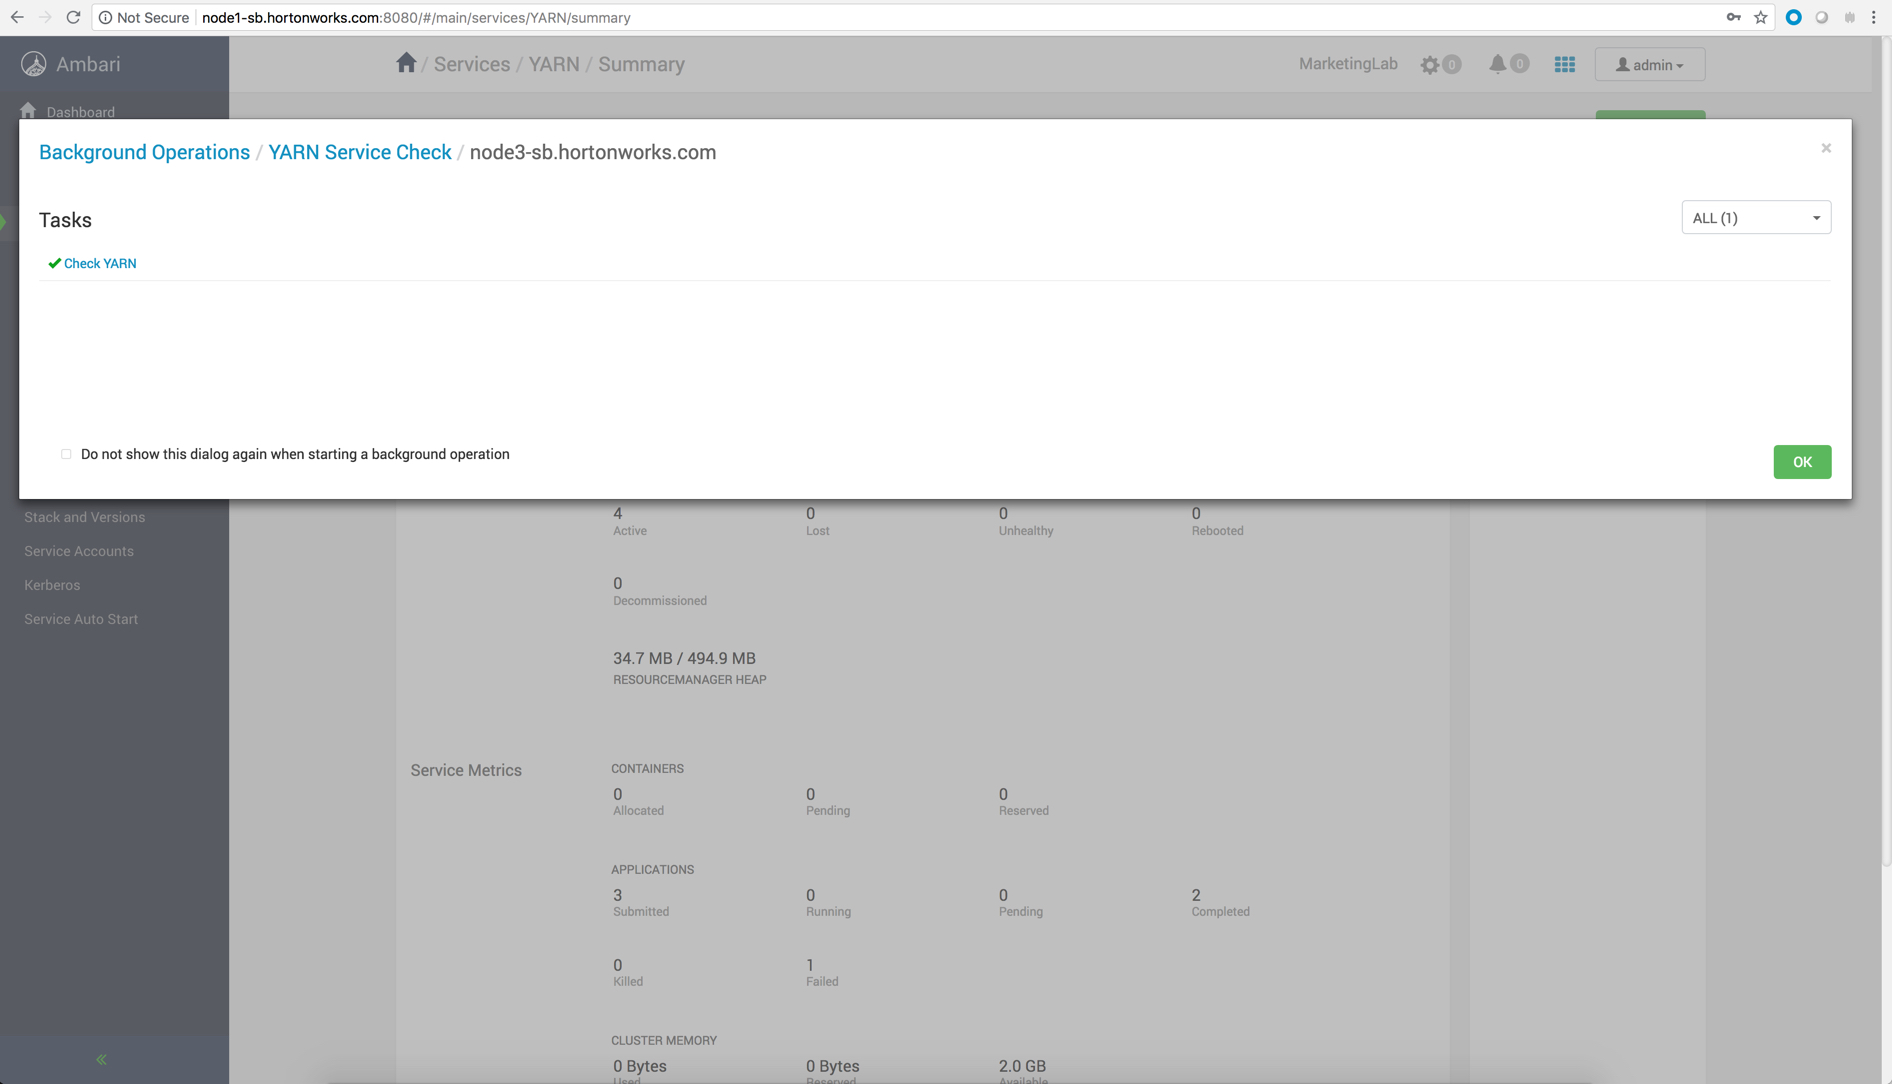 Not Secure node1-sb.hortonworks.com:8080/#/main/services/YARN/summary
Ambari
/ Services / YARN / Summary
MarketingLab 0 0 admin
Dashboard
Background Operations / YARN Service Check / node3-sb.hortonworks.com
×
Tasks
ALL (1)
Check YARN
Do not show this dialog again when starting a background operation
OK
Stack and Versions
Service Accounts
Kerberos
Service Auto Start
4 0 0 0
Active Lost Unhealthy Rebooted
0
Decommissioned
34.7 MB / 494.9 MB
RESOURCEMANAGER HEAP
Service Metrics
CONTAINERS
0 0 0
Allocated Pending Reserved
APPLICATIONS
3 0 0 2
Submitted Running Pending Completed
0 1
Killed Failed
CLUSTER MEMORY
0 Bytes 0 Bytes 2.0 GB
Used Reserved Available